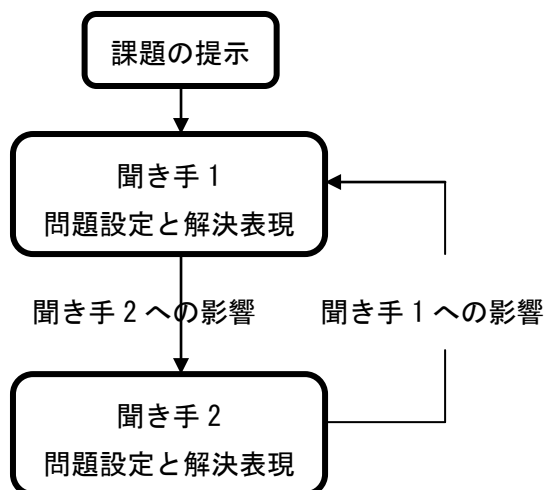 課題の提示
聞き手 1
問題設定と解決表現
聞き手 2 への影響
聞き手 1 への影響
聞き手 2
問題設定と解決表現